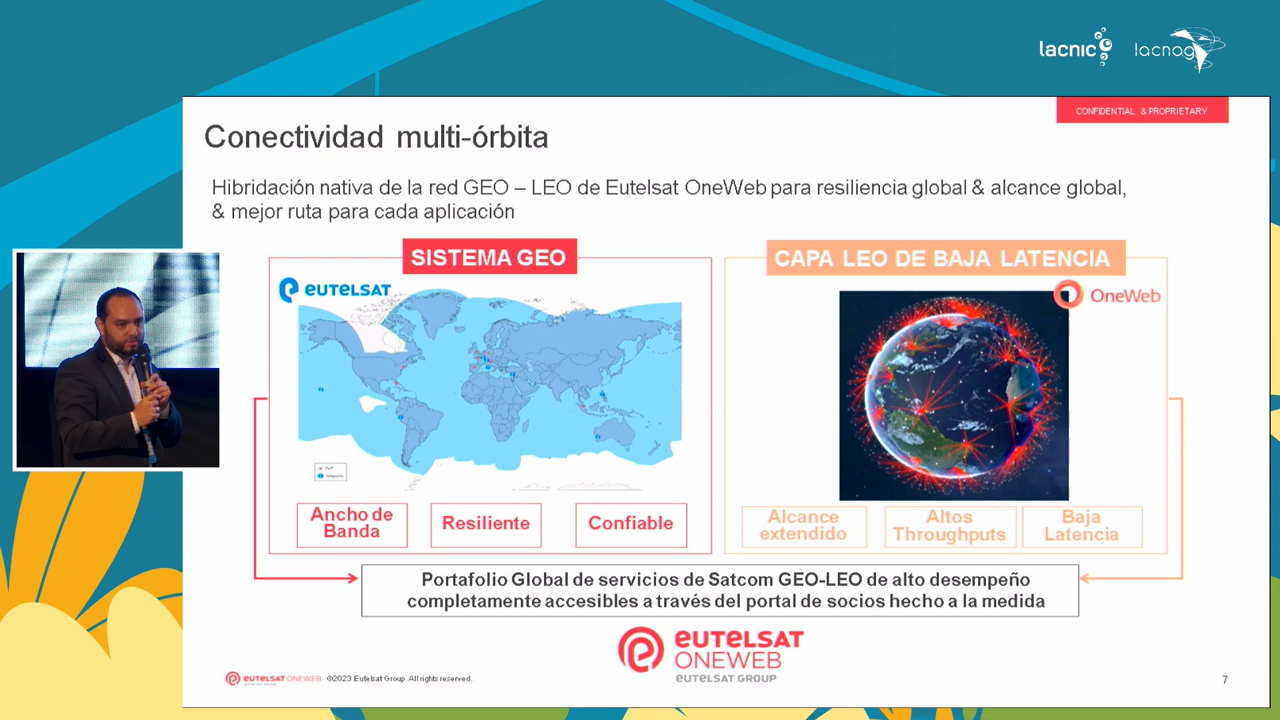 lacnic
lacnog
CONFIDENTIAL & PROPRIETARY
Conectividad multi-órbita
Hibridación nativa de la red GEO – LEO de Eutelsat OneWeb para resiliencia global & alcance global,
& mejor ruta para cada aplicación
SISTEMA GEO
eutelsat
Ancho de
Banda
Resiliente
Confiable
CAPA LEO DE BAJA LATENCIA
OneWeb
Alcance
extendido
Altos
Throughputs
Baja
Latencia
Portafolio Global de servicios de Satcom GEO-LEO de alto desempeño
completamente accesibles a través del portal de socios hecho a la medida
eutelsat
ONEWEB
eutelsat GROUP
eutelsat ONEWEB ©2023 Eutelsat Group. All rights reserved.
7